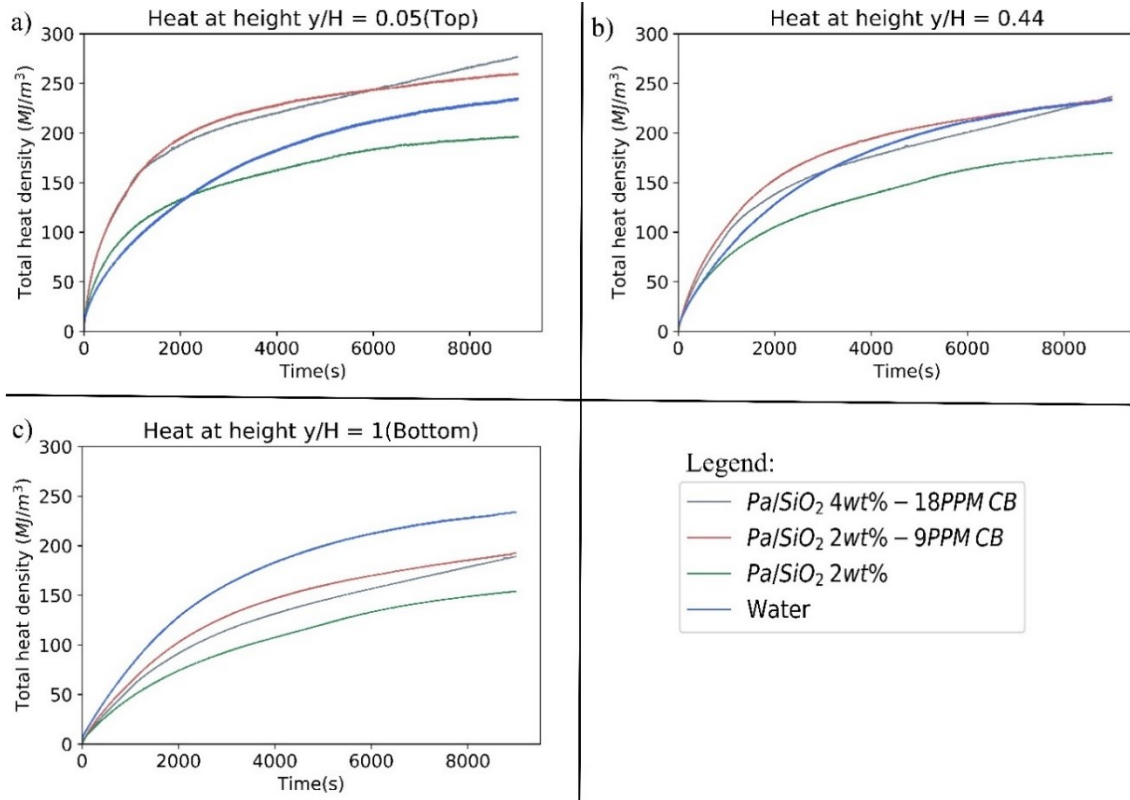 a)
Heat at height y/H = 0.05(Top)
Total heat density (MJ/m³)
300
250
200
150
100
50
0
0 2000 4000 6000 8000
Time(s)
b)
Heat at height y/H = 0.44
Total heat density (MJ/m³)
300
250
200
150
100
50
0
0 2000 4000 6000 8000
Time(s)
c)
Heat at height y/H = 1(Bottom)
Total heat density (MJ/m³)
300
250
200
150
100
50
0
0 2000 4000 6000 8000
Time(s)
Legend:
Pa/SiO₂ 4wt% − 18PPM CB
Pa/SiO₂ 2wt% − 9PPM CB
Pa/SiO₂ 2wt%
Water